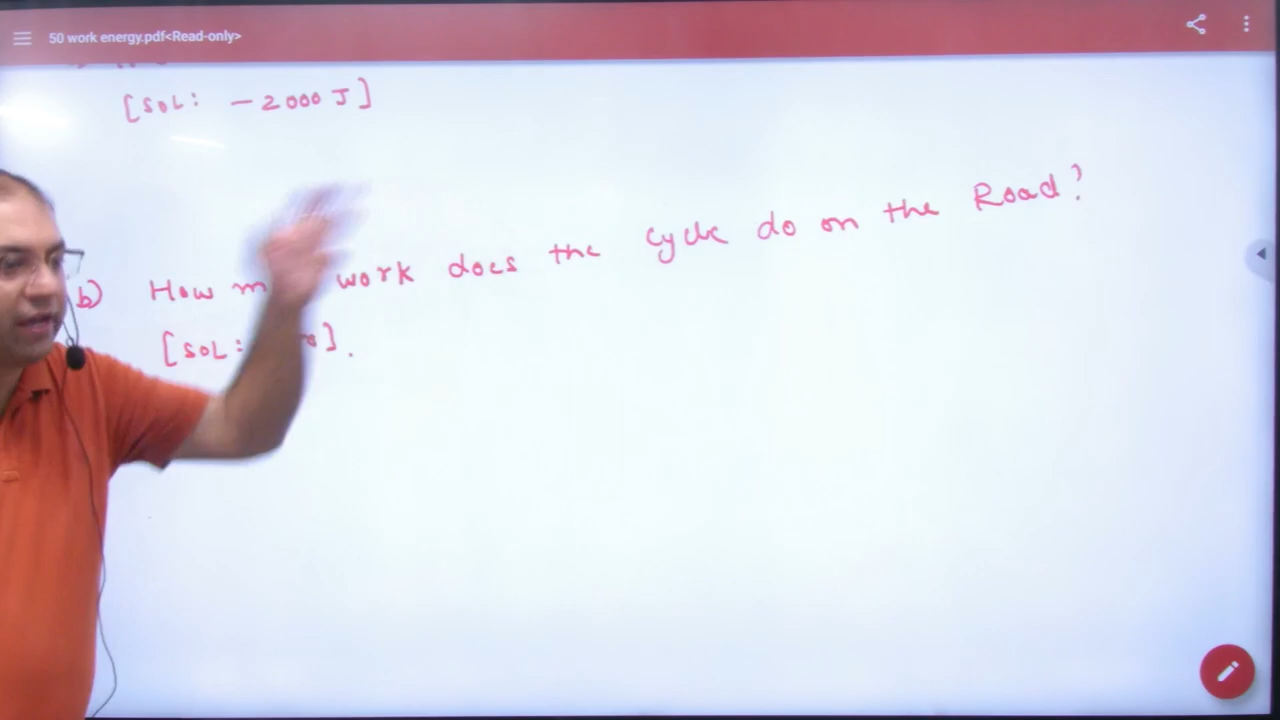 50 work energy.pdf<Read-only>
[SOL: - 2000 J]
b) How work does the cycle do on the Road?
[SOL: ].